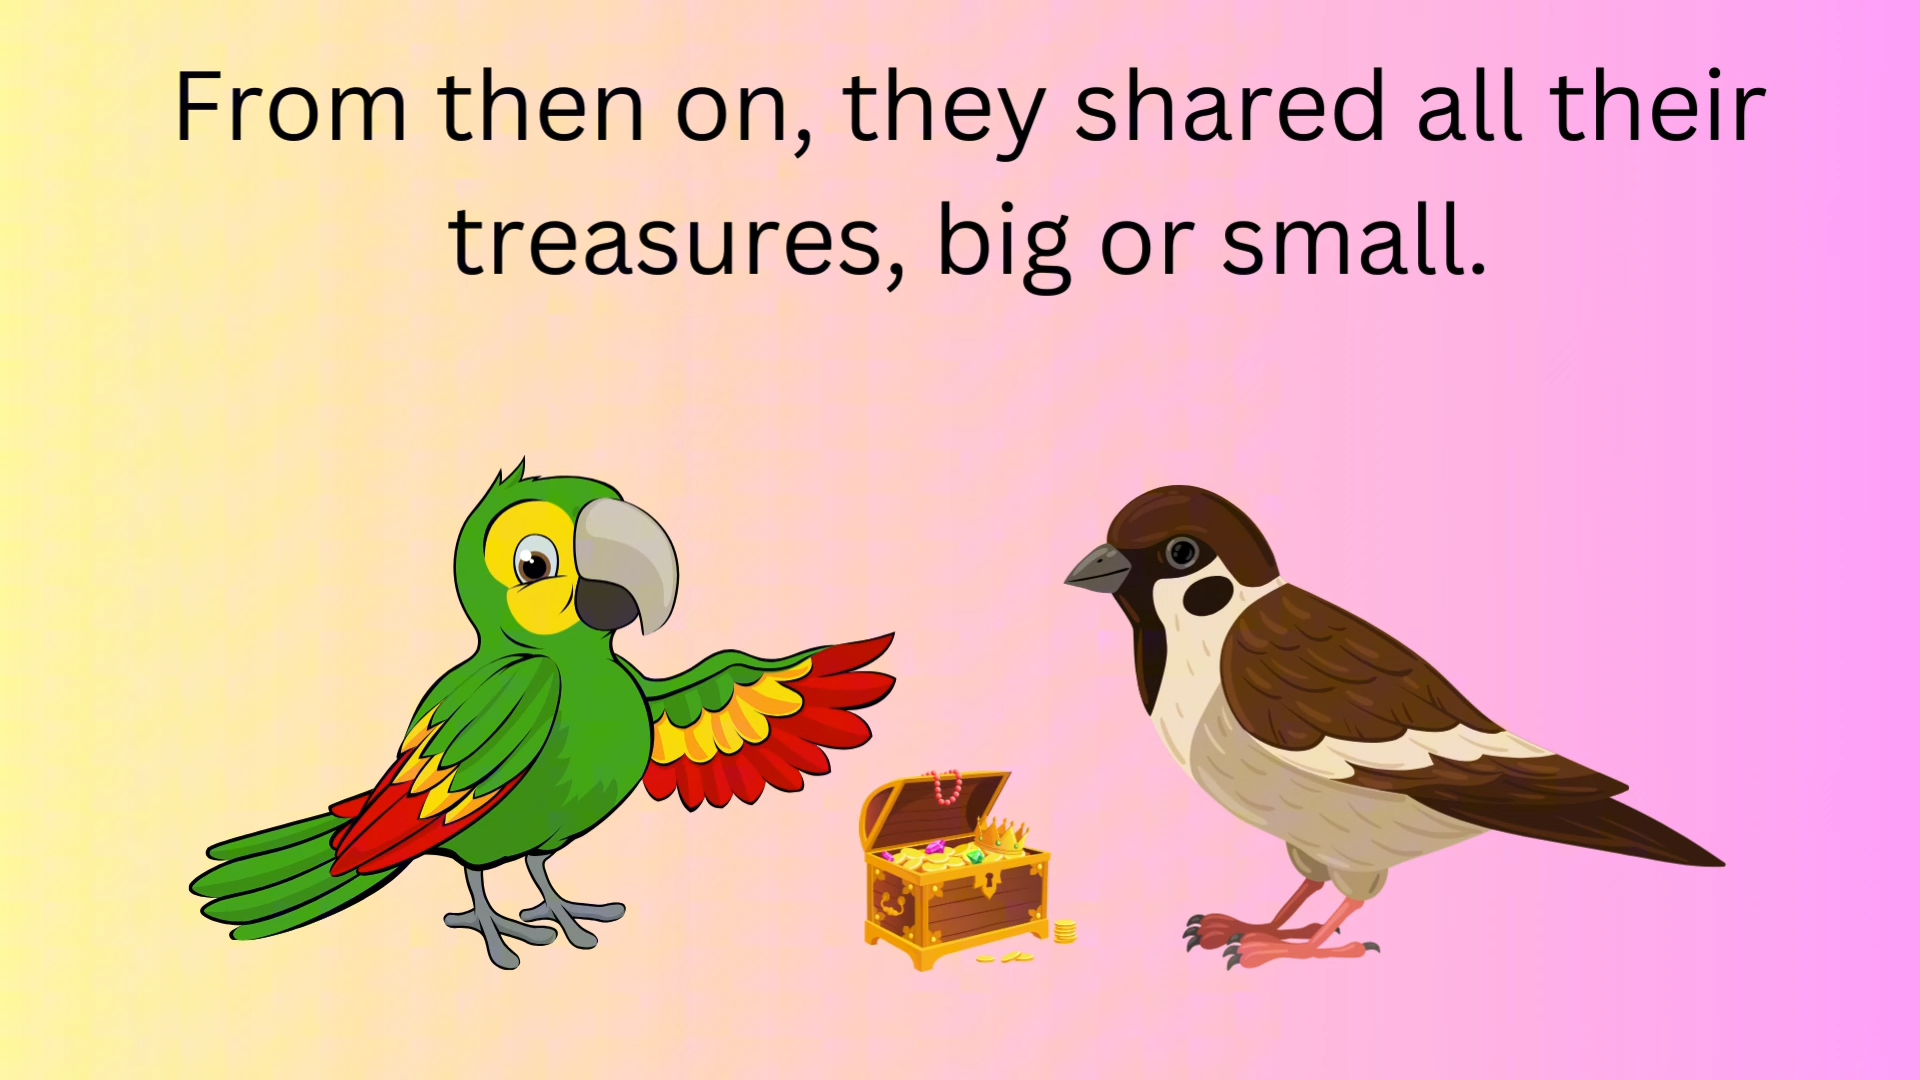 From then on, they shared all their
treasures, big or small.